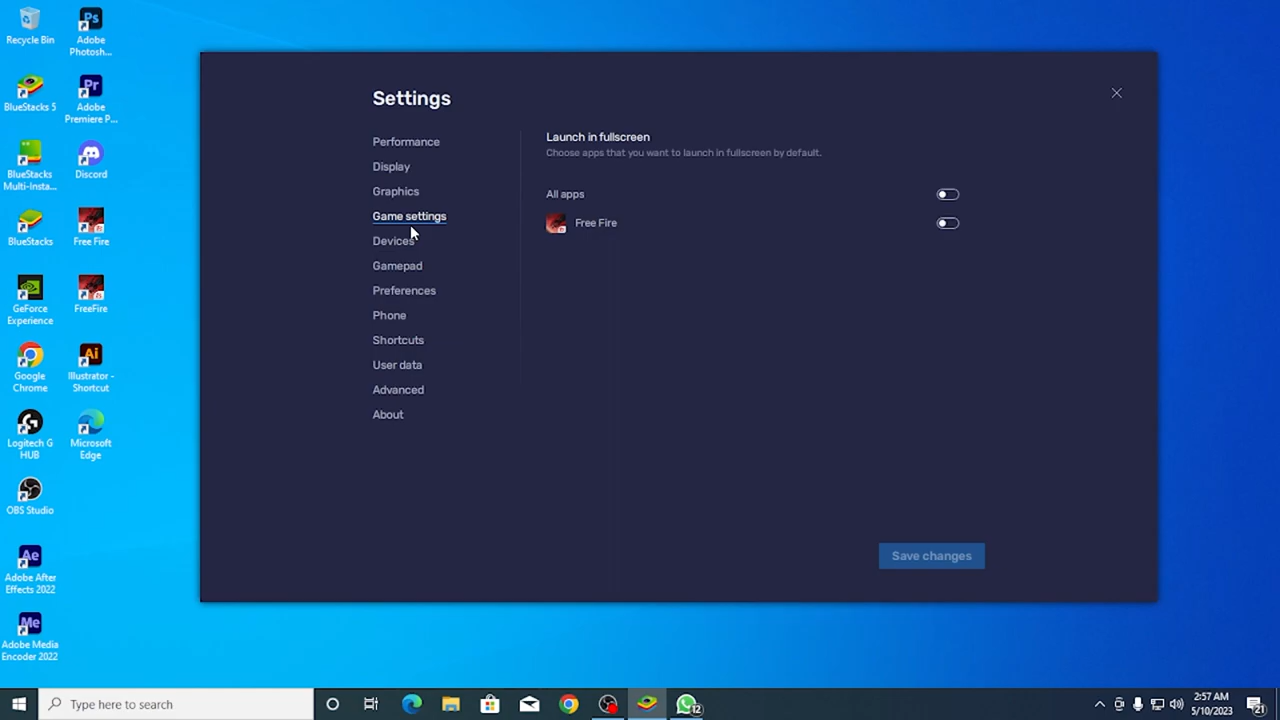 Recycle Bin
Adobe
Photosh...
BlueStacks 5
Adobe
Premiere P...
BlueStacks
Multi-Insta...
Discord
BlueStacks
Free Fire
GeForce
Experience
FreeFire
Google
Chrome
Illustrator -
Shortcut
Logitech G
HUB
Microsoft
Edge
OBS Studio
Adobe After
Effects 2022
Adobe Media
Encoder 2022
Settings
Performance
Display
Graphics
Game settings
Devices
Gamepad
Preferences
Phone
Shortcuts
User data
Advanced
About
Launch in fullscreen
Choose apps that you want to launch in fullscreen by default.
All apps
Free Fire
Save changes
Type here to search
12
2:57 AM
5/10/2023
21